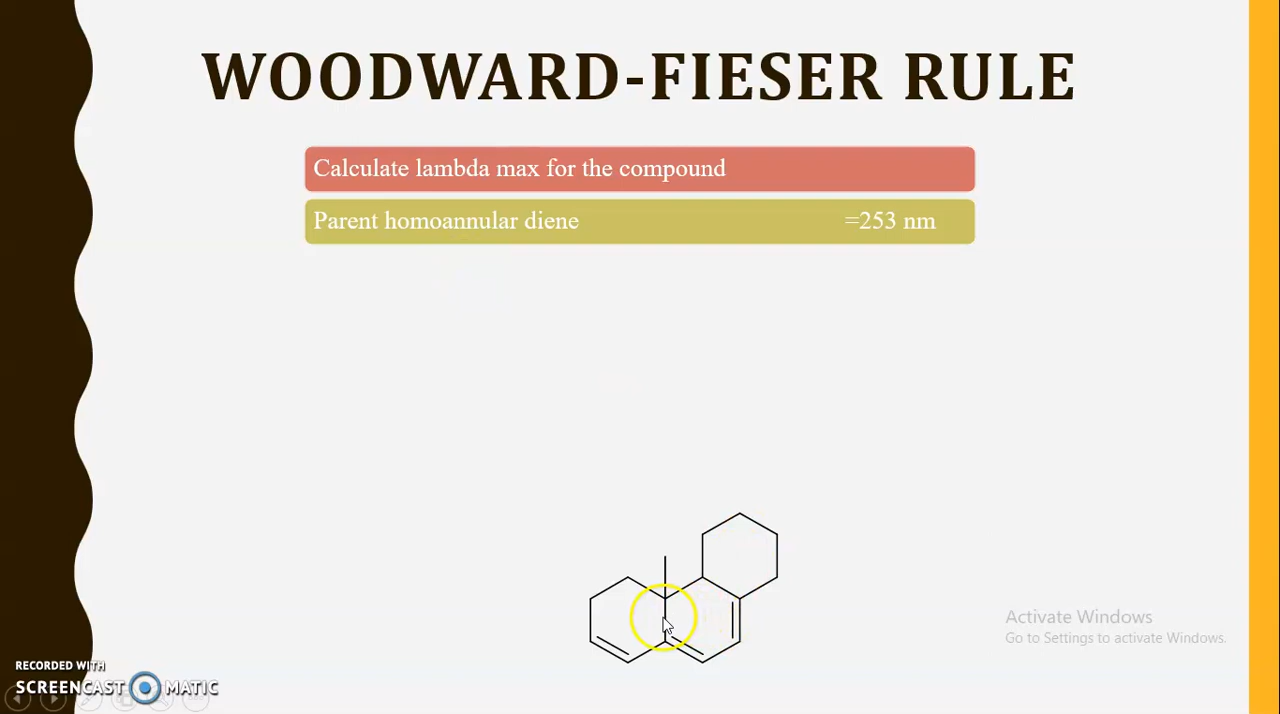 WOODWARD-FIESER RULE
Calculate lambda max for the compound
Parent homoannular diene =253 nm
Activate Windows
Go to Settings to activate Windows.
RECORDED WITH
SCREENCAST MATIC